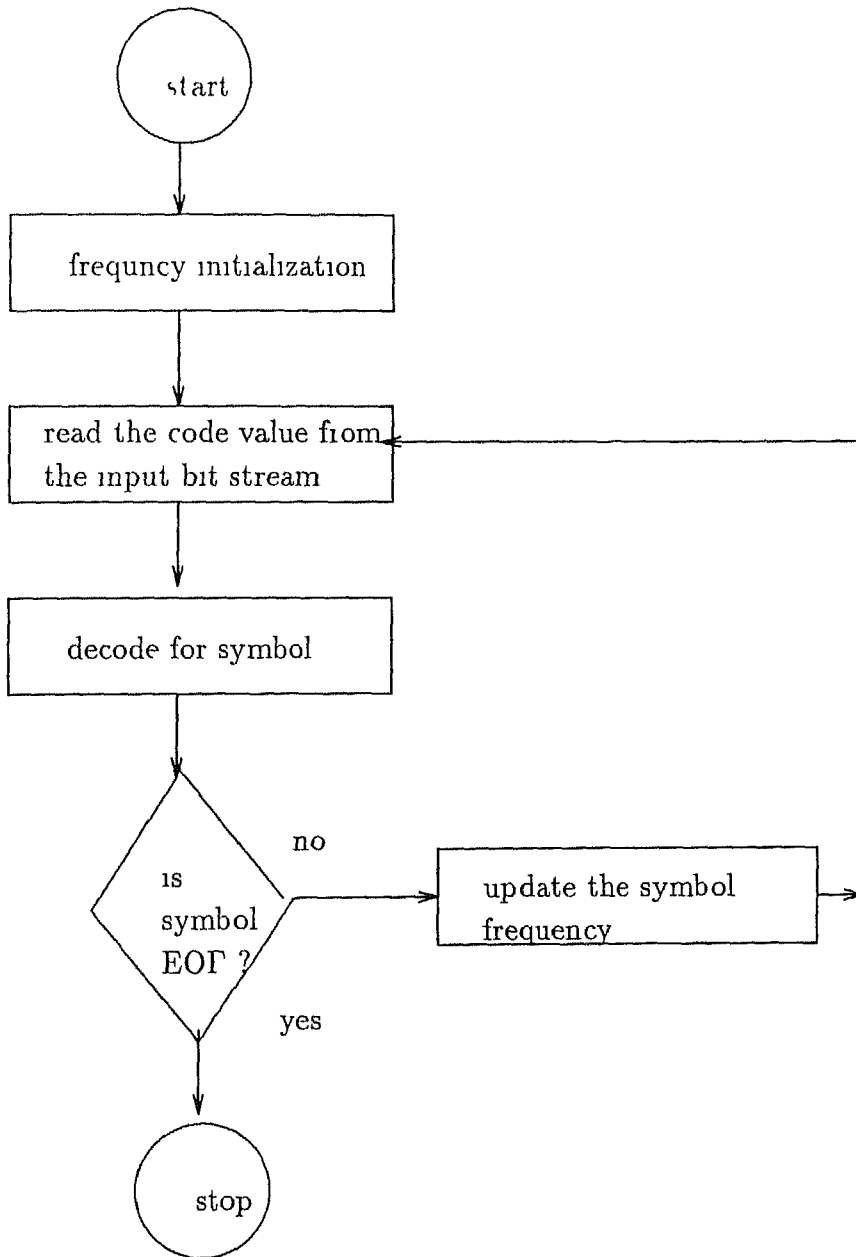 start
frequncy initialization
read the code value from
the input bit stream
decode for symbol
no
is
symbol
EOF ?
update the symbol
frequency
yes
stop